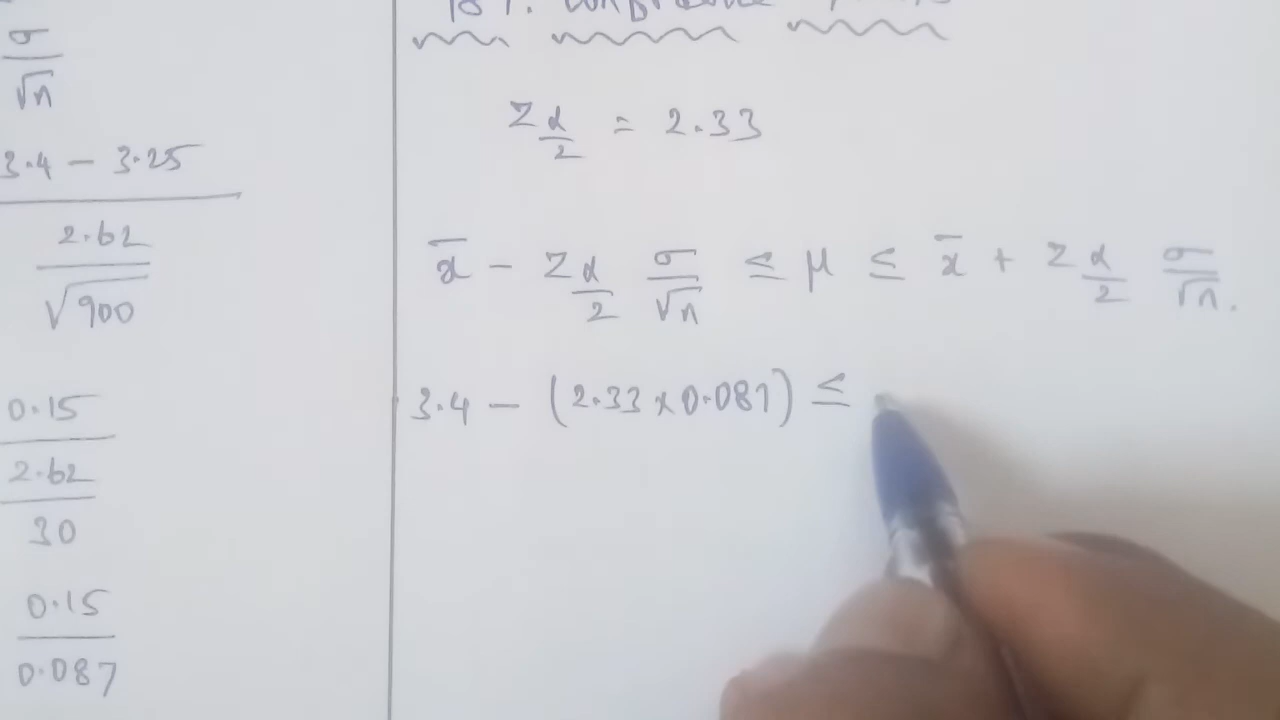 σ/√n
3.4 - 3.25
2.62/√900
0.15
2.62
30
0.15
0.087
Zα/2 = 2.33
x̄ - Zα/2 σ/√n ≤ μ ≤ x̄ + Zα/2 σ/√n.
3.4 - (2.33 × 0.087) ≤